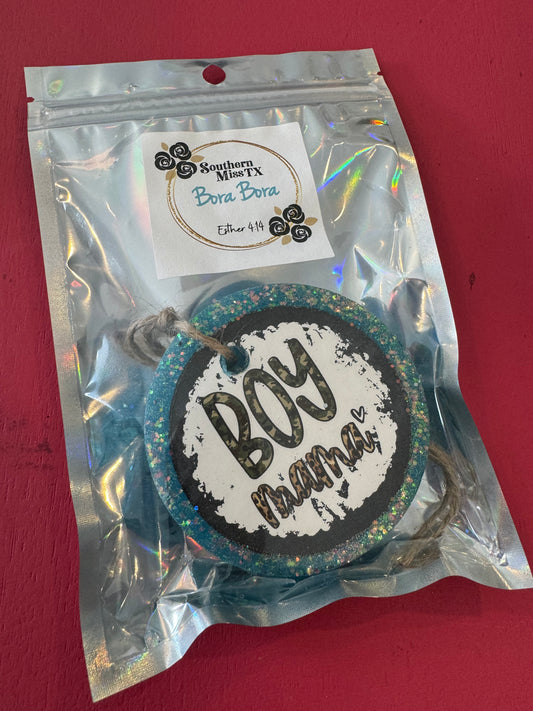 Southern
Miss TX
Bora Bora
Esther 4:14
BOY
mama